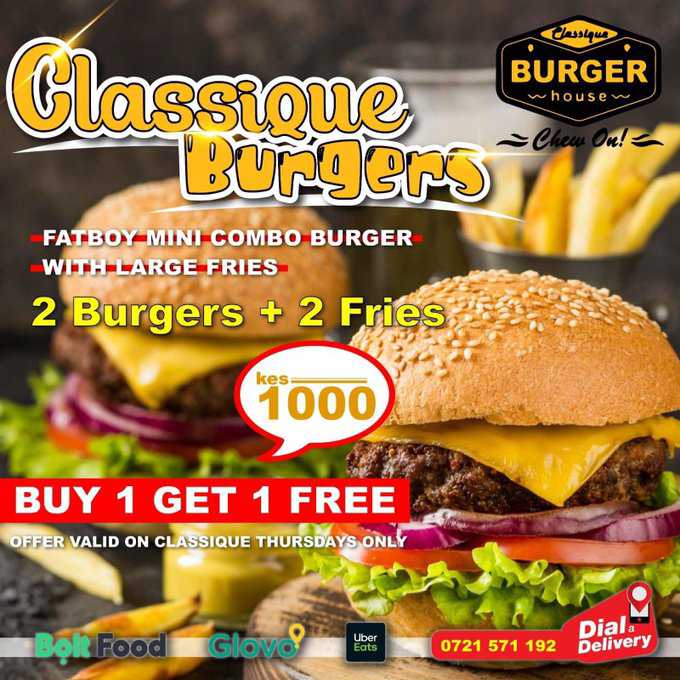 Classique
Burgers
Classique
BURGER
house
Chew On!
FATBOY MINI COMBO BURGER
WITH LARGE FRIES
2 Burgers + 2 Fries
kes
1000
BUY 1 GET 1 FREE
OFFER VALID ON CLASSIQUE THURSDAYS ONLY
Bolt Food
Glovo
Uber
Eats
0721 571 192
Dial a
Delivery